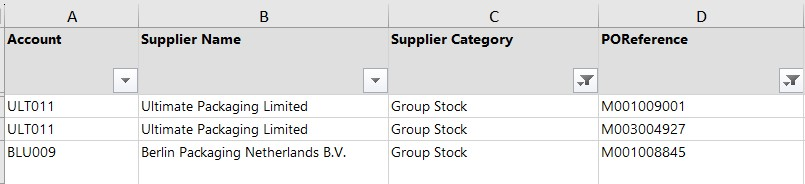 A B C D
Account Supplier Name Supplier Category POReference
ULT011 Ultimate Packaging Limited Group Stock M001009001
ULT011 Ultimate Packaging Limited Group Stock M003004927
BLU009 Berlin Packaging Netherlands B.V. Group Stock M001008845